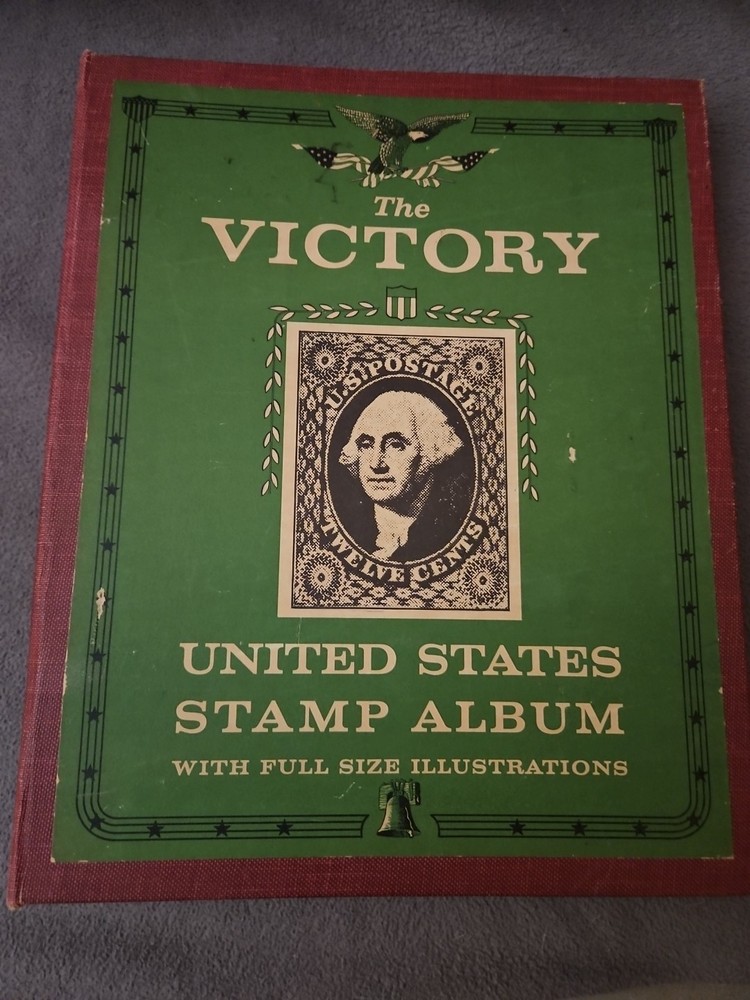 The
VICTORY
U.S. POSTAGE
TWELVE CENTS
UNITED STATES
STAMP ALBUM
WITH FULL SIZE ILLUSTRATIONS